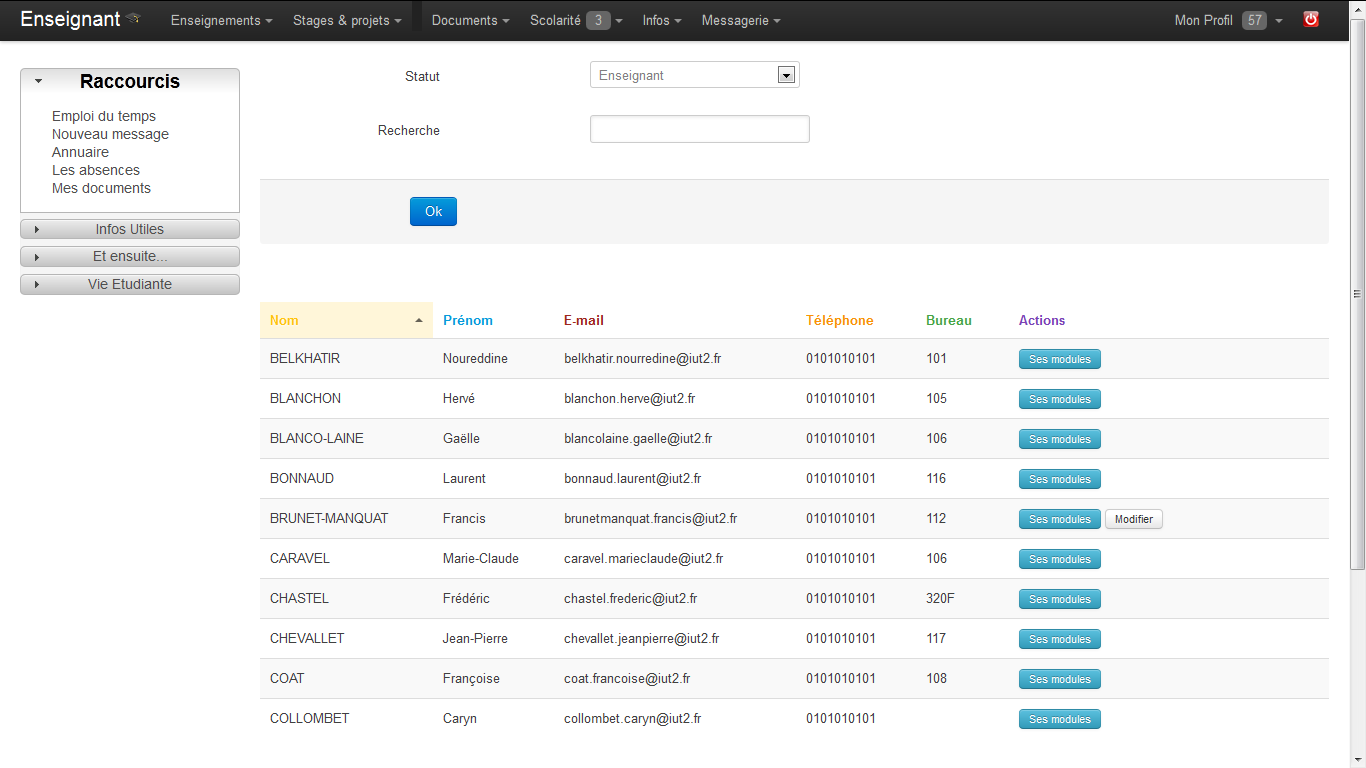 Enseignant Enseignements Stages & projets Documents Scolarité 3 Infos Messagerie Mon Profil 57
Raccourcis
Emploi du temps
Nouveau message
Annuaire
Les absences
Mes documents
Infos Utiles
Et ensuite...
Vie Etudiante
Statut Enseignant
Recherche
Ok
Nom Prénom E-mail Téléphone Bureau Actions
BELKHATIR Noureddine belkhatir.nourredine@iut2.fr 0101010101 101 Ses modules
BLANCHON Hervé blanchon.herve@iut2.fr 0101010101 105 Ses modules
BLANCO-LAINE Gaëlle blancolaine.gaelle@iut2.fr 0101010101 106 Ses modules
BONNAUD Laurent bonnaud.laurent@iut2.fr 0101010101 116 Ses modules
BRUNET-MANQUAT Francis brunetmanquat.francis@iut2.fr 0101010101 112 Ses modules Modifier
CARAVEL Marie-Claude caravel.marieclaude@iut2.fr 0101010101 106 Ses modules
CHASTEL Frédéric chastel.frederic@iut2.fr 0101010101 320F Ses modules
CHEVALLET Jean-Pierre chevallet.jeanpierre@iut2.fr 0101010101 117 Ses modules
COAT Françoise coat.francoise@iut2.fr 0101010101 108 Ses modules
COLLOMBET Caryn collombet.caryn@iut2.fr 0101010101 Ses modules